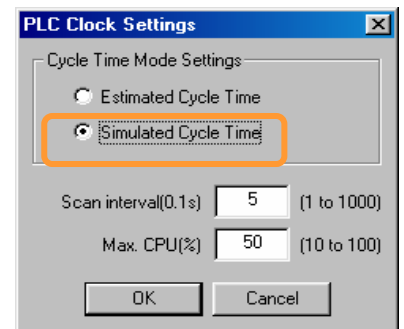 PLC Clock Settings
Cycle Time Mode Settings
Estimated Cycle Time
Simulated Cycle Time
Scan interval(0.1s) 5 (1 to 1000)
Max. CPU(%) 50 (10 to 100)
OK Cancel